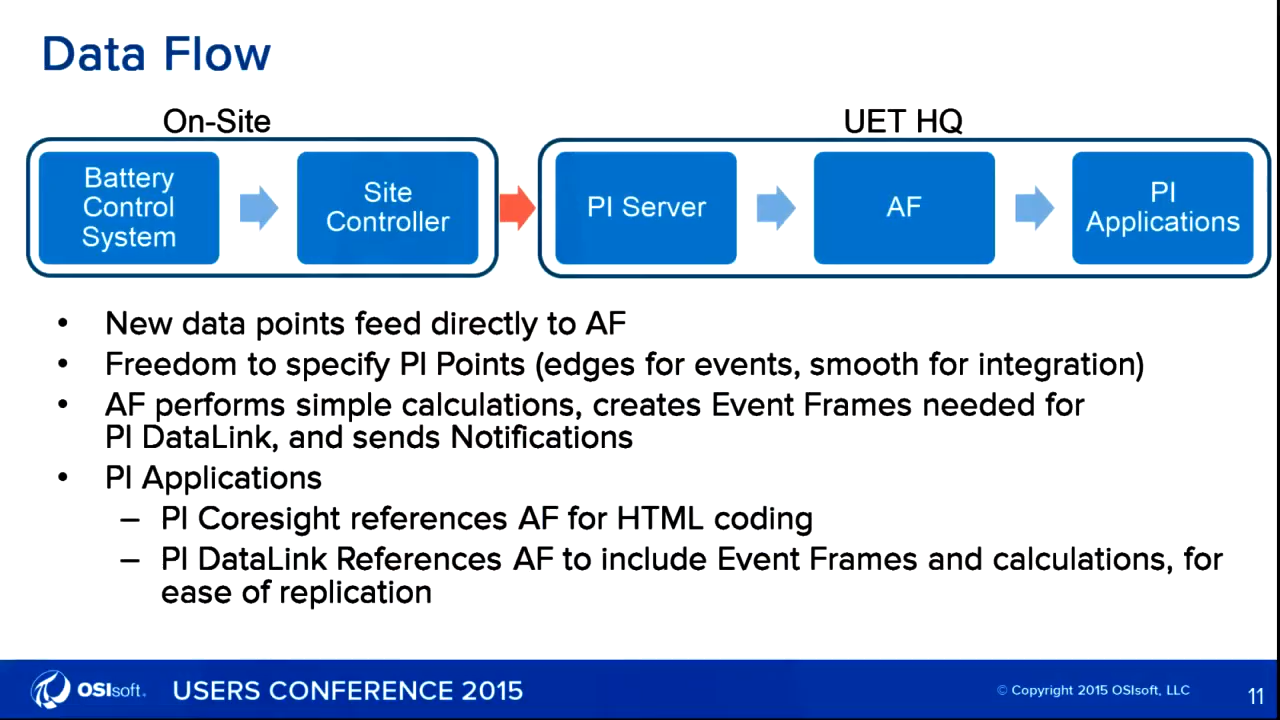 Data Flow
On-Site
UET HQ
Battery
Control
System
Site
Controller
PI Server
AF
PI
Applications
• New data points feed directly to AF
• Freedom to specify PI Points (edges for events, smooth for integration)
• AF performs simple calculations, creates Event Frames needed for
PI DataLink, and sends Notifications
• PI Applications
– PI Coresight references AF for HTML coding
– PI DataLink References AF to include Event Frames and calculations, for
ease of replication
OSIsoft. USERS CONFERENCE 2015
© Copyright 2015 OSIsoft, LLC
11